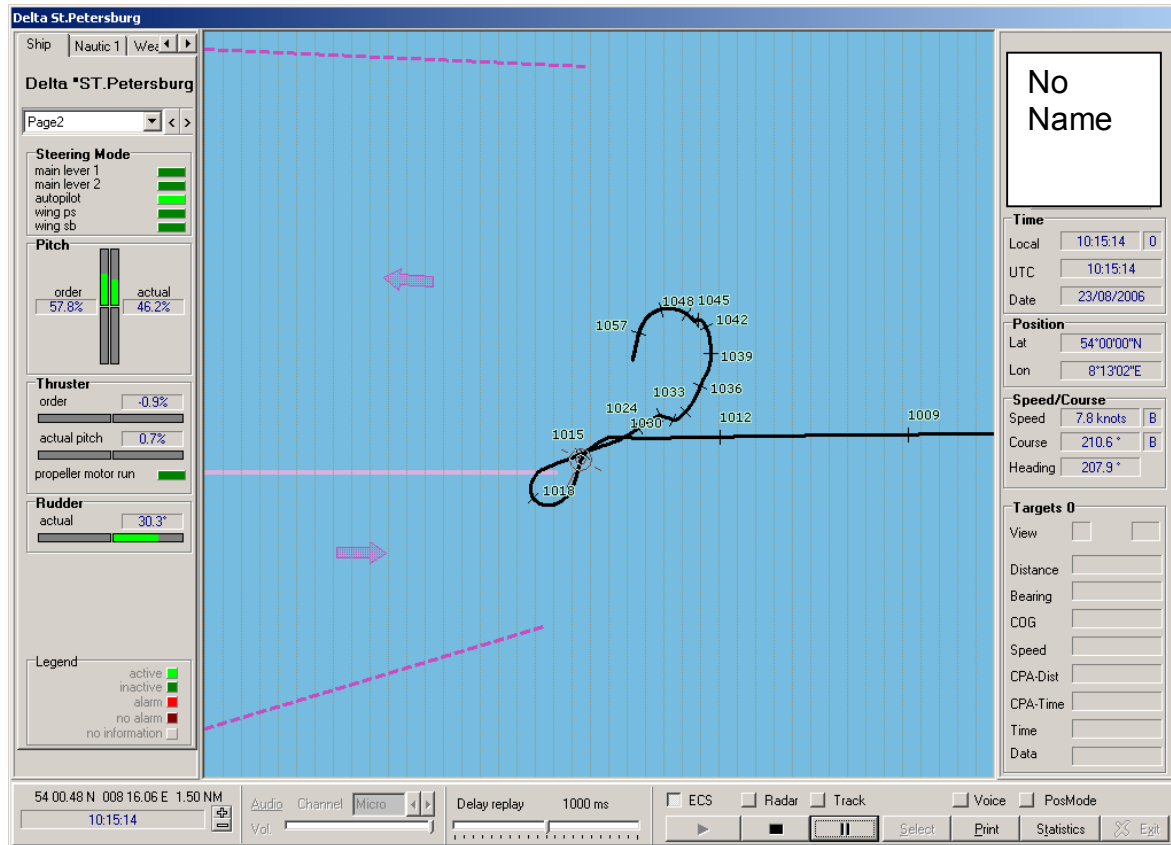 Delta St.Petersburg
Ship Nautic 1 Wea
Delta "ST.Petersburg
Page2 < >
Steering Mode
main lever 1
main lever 2
autopilot
wing ps
wing sb
Pitch
order actual
57.8% 46.2%
Thruster
order -0.9%
actual pitch 0.7%
propeller motor run
Rudder
actual 30.3°
Legend
active
inactive
alarm
no alarm
no information
1048 1045
1057 1042
1039
1033 1036
1024
1030 1012 1009
1015
1018
No
Name
Time
Local 10:15:14 0
UTC 10:15:14
Date 23/08/2006
Position
Lat 54°00'00"N
Lon 8°13'02"E
Speed/Course
Speed 7.8 knots B
Course 210.6 ° B
Heading 207.9 °
Targets 0
View
Distance
Bearing
COG
Speed
CPA-Dist
CPA-Time
Time
Data
54 00.48 N 008 16.06 E 1.50 NM
10:15:14
Audio Channel Micro
Vol.
Delay replay 1000 ms
ECS Radar Track Voice PosMode
Select Print Statistics Exit